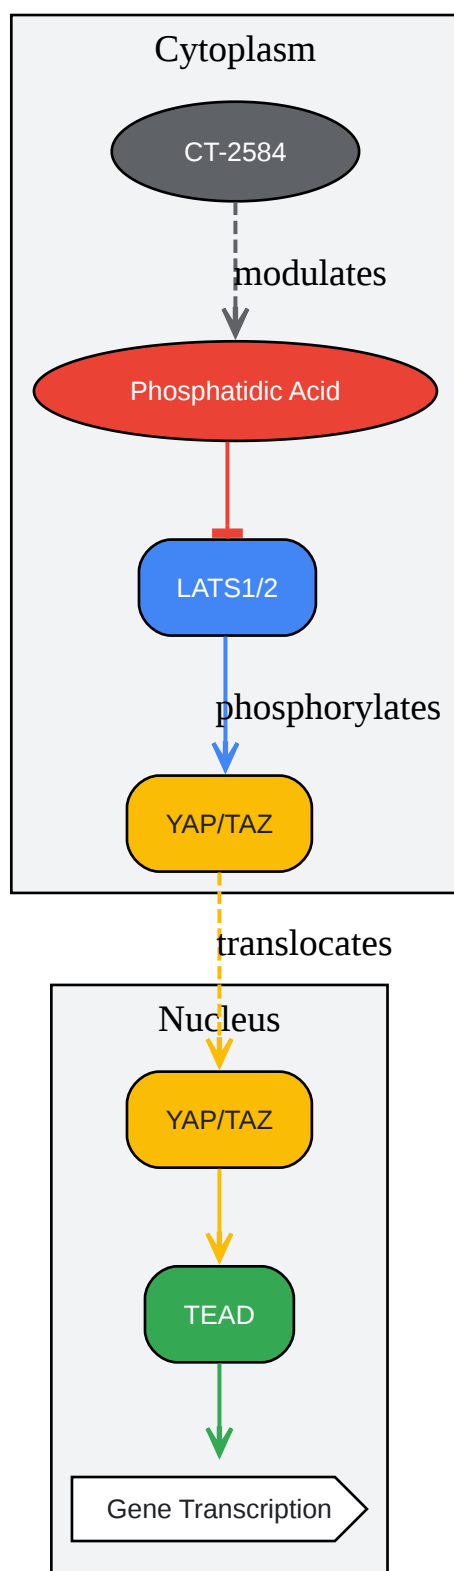 Cytoplasm
CT-2584
modulates
Phosphatidic Acid
LATS1/2
phosphorylates
YAP/TAZ
translocates
Nucleus
YAP/TAZ
TEAD
Gene Transcription